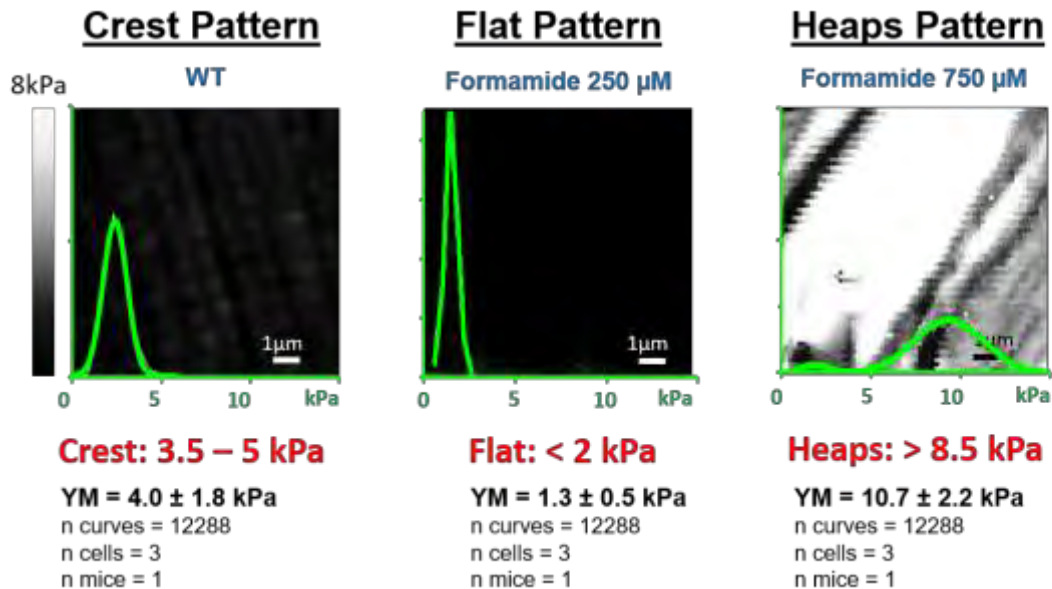 Crest Pattern
Flat Pattern
Heaps Pattern
WT
Formamide 250 µM
Formamide 750 µM
8kPa
1µm
1µm
1µm
0 5 10 kPa
0 5 10 kPa
0 5 10 kPa
Crest: 3.5 – 5 kPa
Flat: < 2 kPa
Heaps: > 8.5 kPa
YM = 4.0 ± 1.8 kPa
n curves = 12288
n cells = 3
n mice = 1
YM = 1.3 ± 0.5 kPa
n curves = 12288
n cells = 3
n mice = 1
YM = 10.7 ± 2.2 kPa
n curves = 12288
n cells = 3
n mice = 1